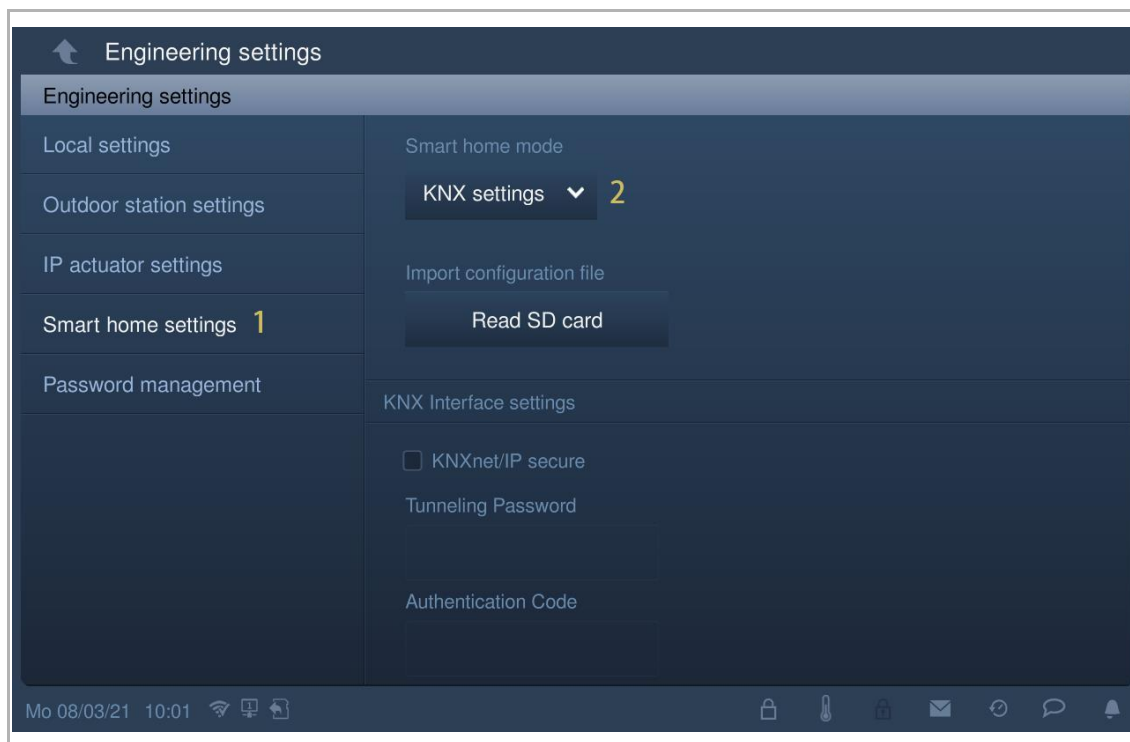 Engineering settings
Engineering settings
Local settings
Outdoor station settings
IP actuator settings
Smart home settings 1
Password management
Smart home mode
KNX settings 2
Import configuration file
Read SD card
KNX Interface settings
KNXnet/IP secure
Tunneling Password
Authentication Code
Mo 08/03/21 10:01